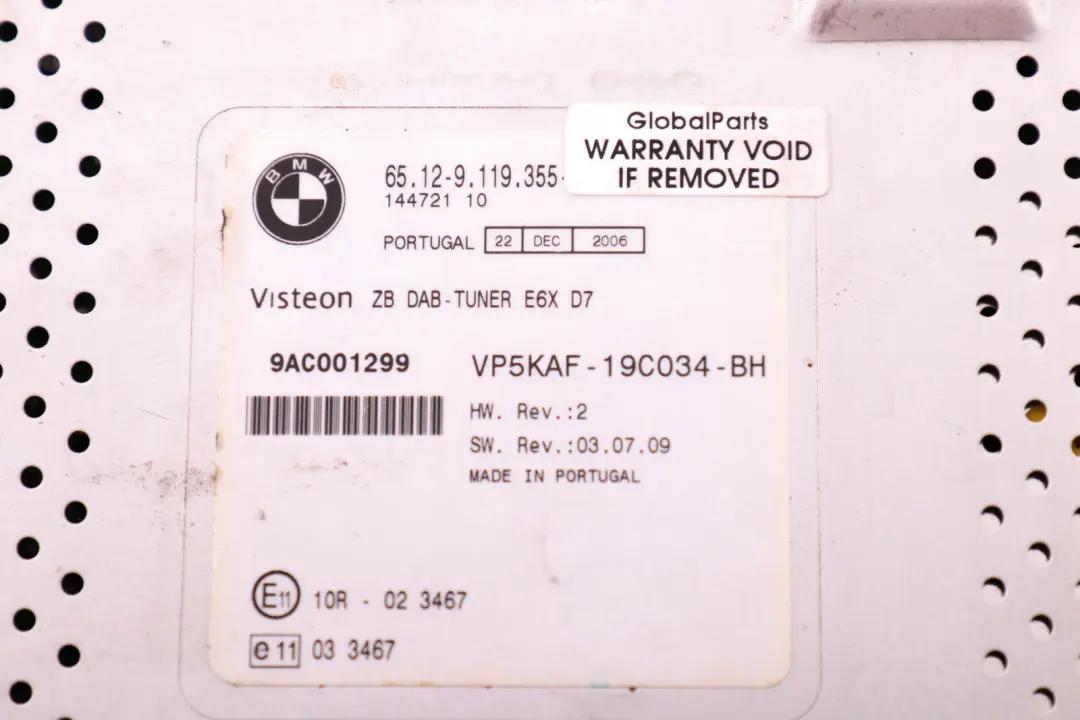 GlobalParts
WARRANTY VOID
IF REMOVED
BMW
65.12-9.119.355-
144721 10
PORTUGAL 22 DEC 2006
Visteon ZB DAB-TUNER E6X D7
9AC001299 VP5KAF-19C034-BH
HW. Rev.:2
SW. Rev.:03.07.09
MADE IN PORTUGAL
E11 10R - 02 3467
e11 03 3467